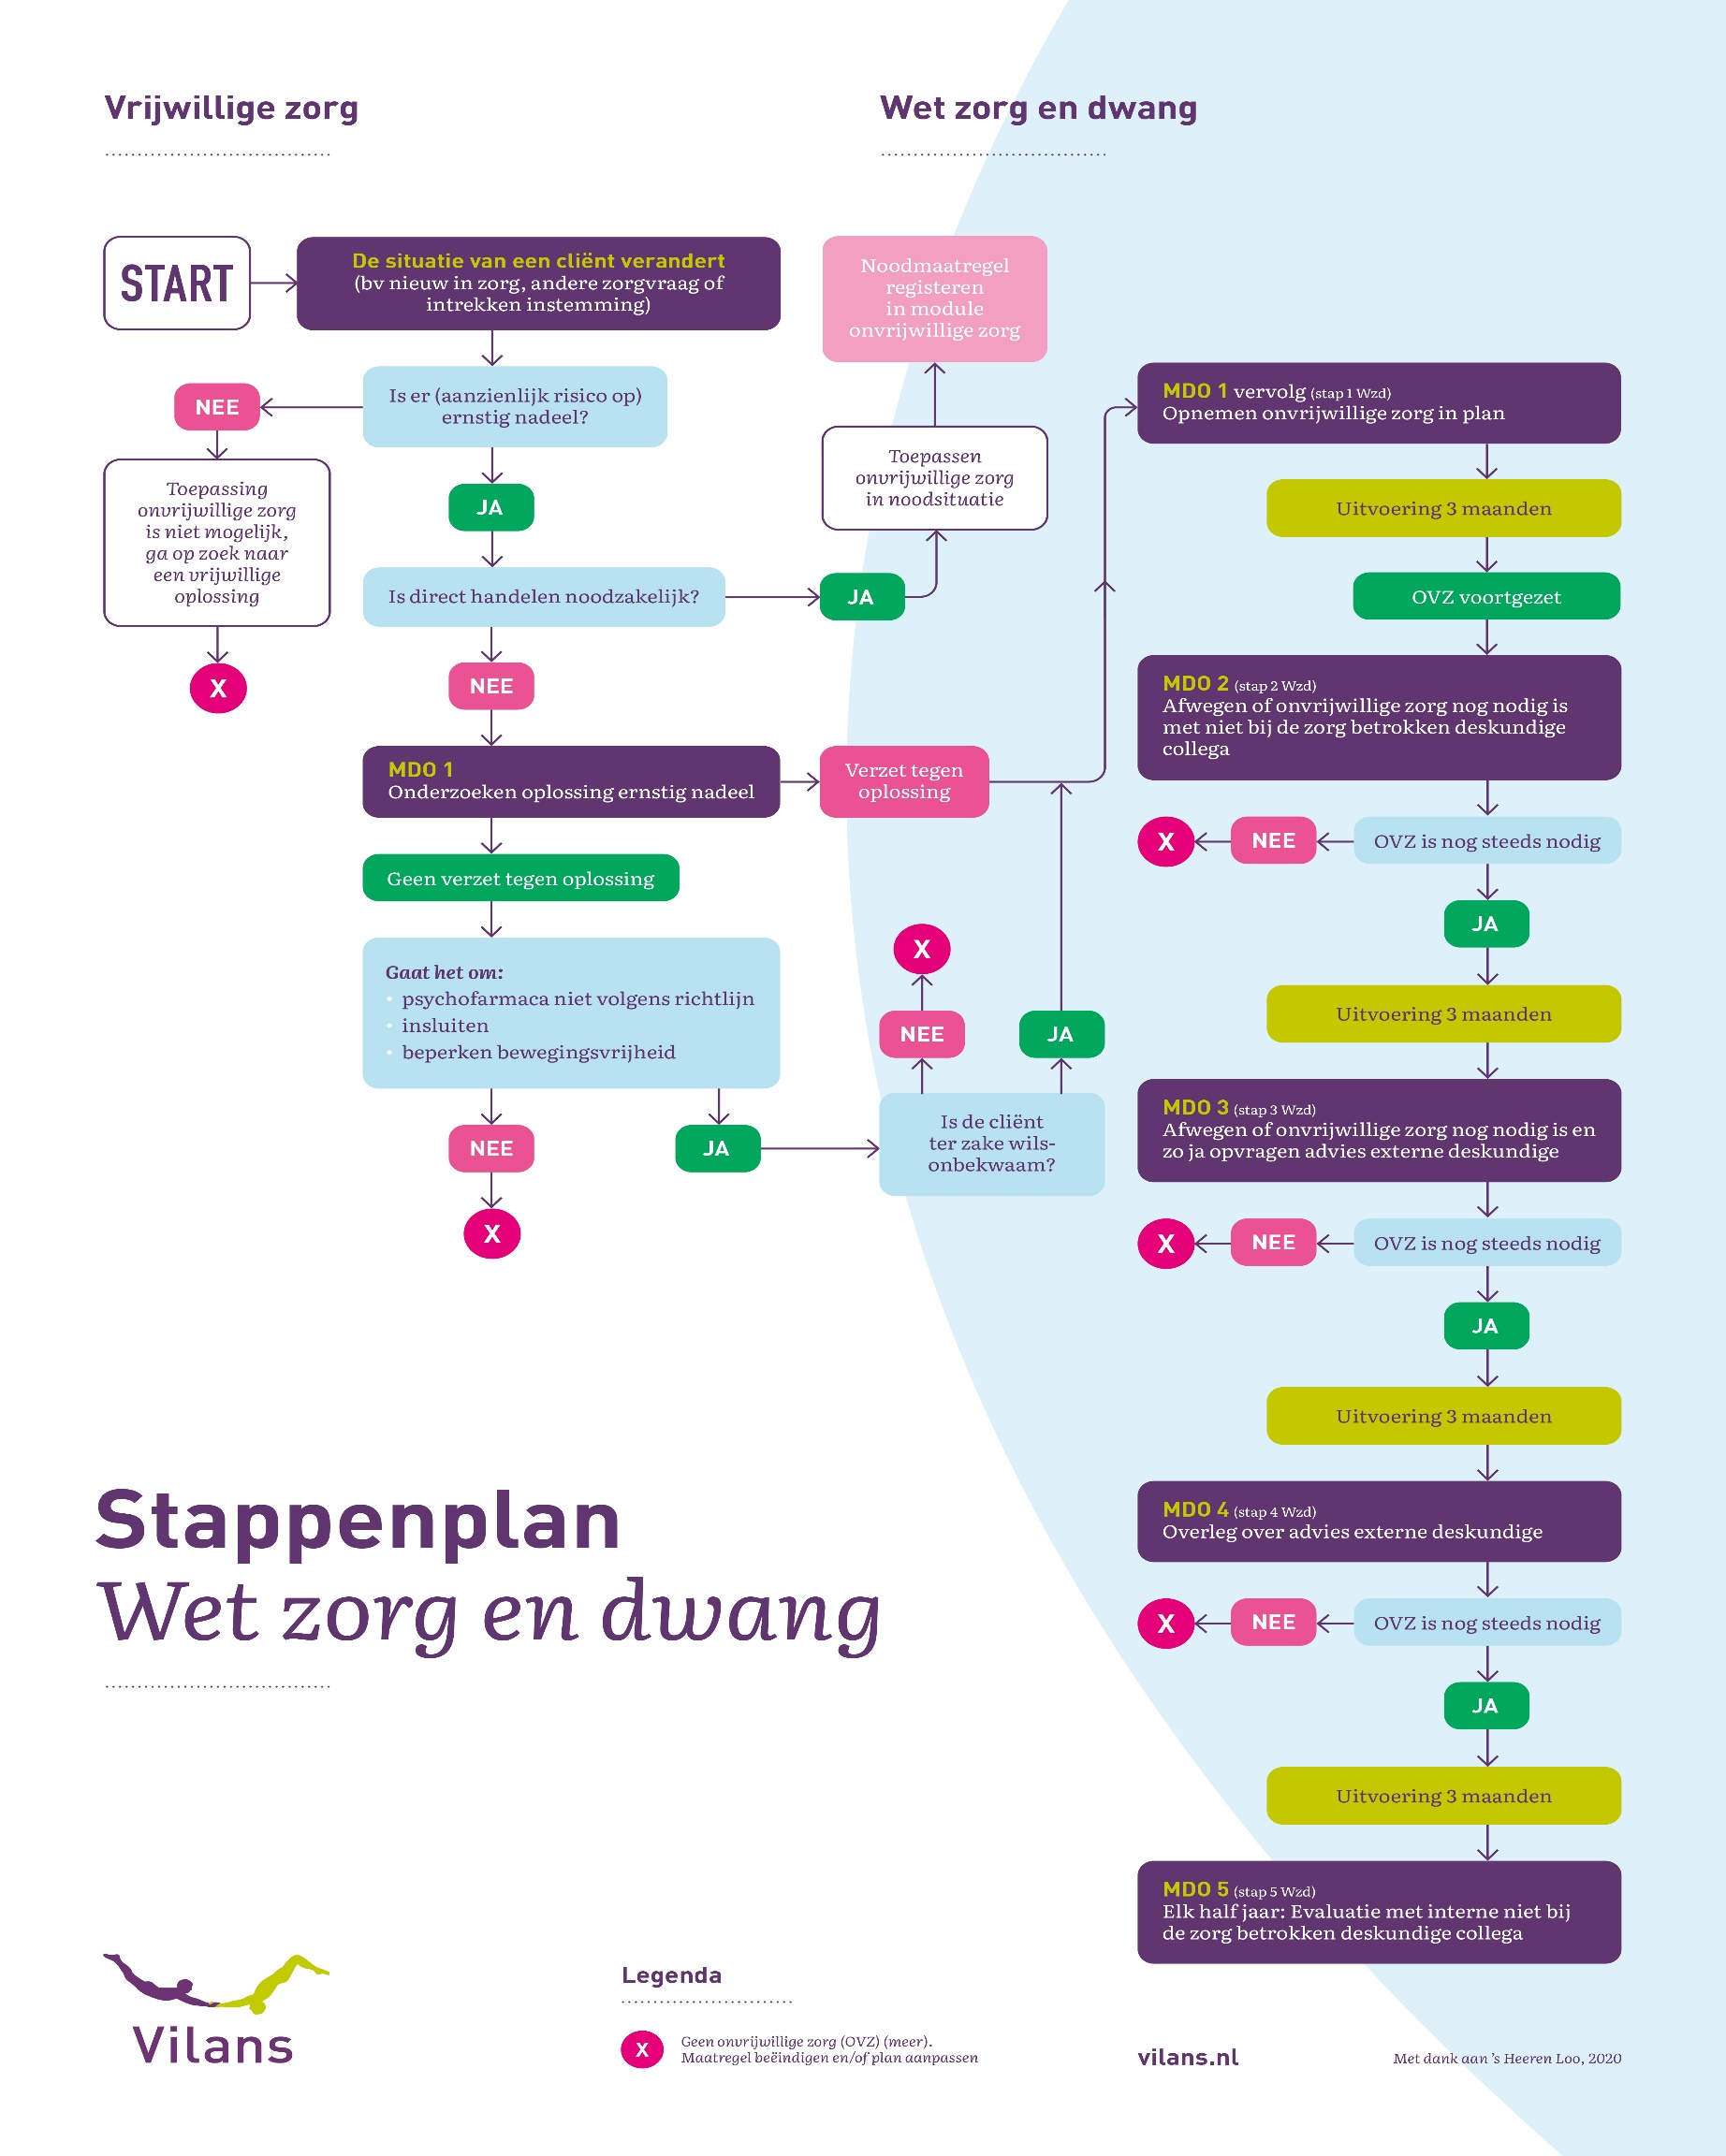 Vrijwillige zorg
Wet zorg en dwang
START
De situatie van een cliënt verandert
(bv nieuw in zorg, andere zorgvraag of
intrekken instemming)
Is er (aanzienlijk risico op)
ernstig nadeel?
NEE
Toepassing
onvrijwillige zorg
is niet mogelijk,
ga op zoek naar
een vrijwillige
oplossing
X
JA
Is direct handelen noodzakelijk?
JA
Toepassen
onvrijwillige zorg
in noodsituatie
Noodmaatregel
registeren
in module
onvrijwillige zorg
NEE
MDO 1
Onderzoeken oplossing ernstig nadeel
Verzet tegen
oplossing
Geen verzet tegen oplossing
Gaat het om:
• psychofarmaca niet volgens richtlijn
• insluiten
• beperken bewegingsvrijheid
NEE
X
JA
Is de cliënt
ter zake wils-
onbekwaam?
NEE
X
JA
MDO 1 vervolg (stap 1 Wzd)
Opnemen onvrijwillige zorg in plan
Uitvoering 3 maanden
OVZ voortgezet
MDO 2 (stap 2 Wzd)
Afwegen of onvrijwillige zorg nog nodig is
met niet bij de zorg betrokken deskundige
collega
OVZ is nog steeds nodig
NEE
X
JA
Uitvoering 3 maanden
MDO 3 (stap 3 Wzd)
Afwegen of onvrijwillige zorg nog nodig is en
zo ja opvragen advies externe deskundige
OVZ is nog steeds nodig
NEE
X
JA
Uitvoering 3 maanden
MDO 4 (stap 4 Wzd)
Overleg over advies externe deskundige
OVZ is nog steeds nodig
NEE
X
JA
Uitvoering 3 maanden
MDO 5 (stap 5 Wzd)
Elk half jaar: Evaluatie met interne niet bij
de zorg betrokken deskundige collega
Stappenplan
Wet zorg en dwang
Vilans
Legenda
X
Geen onvrijwillige zorg (OVZ) (meer).
Maatregel beëindigen en/of plan aanpassen
vilans.nl
Met dank aan 's Heeren Loo, 2020